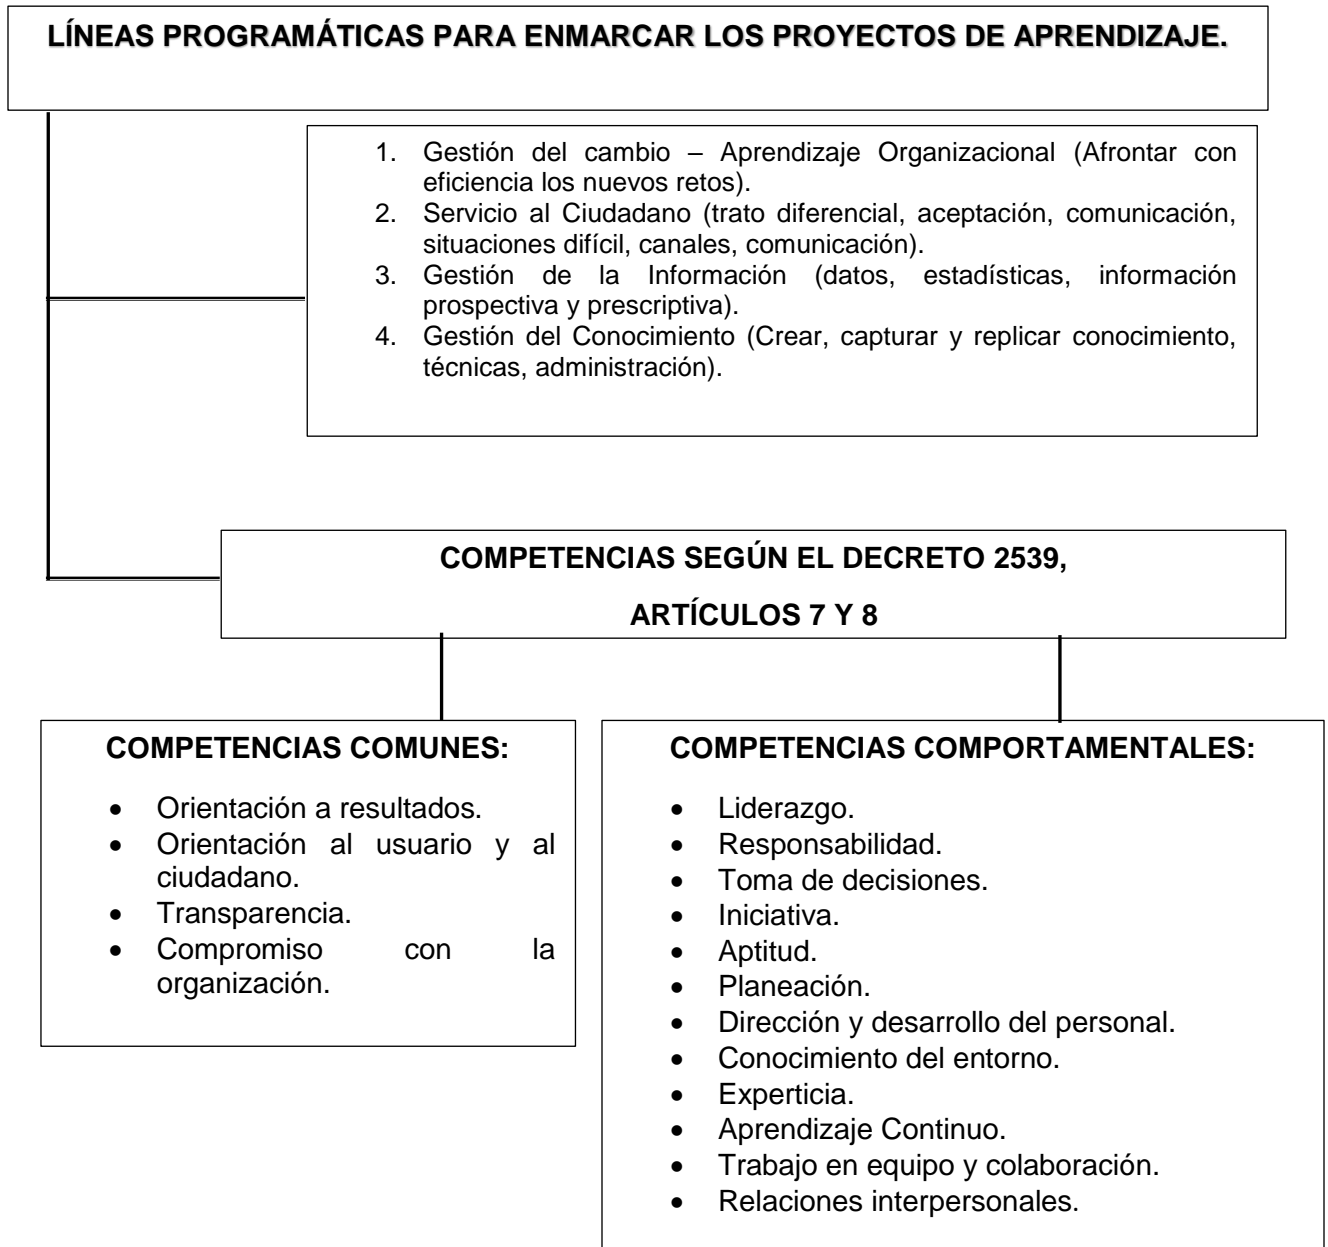 LÍNEAS PROGRAMÁTICAS PARA ENMARCAR LOS PROYECTOS DE APRENDIZAJE.
1. Gestión del cambio – Aprendizaje Organizacional (Afrontar con
eficiencia los nuevos retos).
2. Servicio al Ciudadano (trato diferencial, aceptación, comunicación,
situaciones difícil, canales, comunicación).
3. Gestión de la Información (datos, estadísticas, información
prospectiva y prescriptiva).
4. Gestión del Conocimiento (Crear, capturar y replicar conocimiento,
técnicas, administración).
COMPETENCIAS SEGÚN EL DECRETO 2539,
ARTÍCULOS 7 Y 8
COMPETENCIAS COMUNES:
• Orientación a resultados.
• Orientación al usuario y al
ciudadano.
• Transparencia.
• Compromiso con la
organización.
COMPETENCIAS COMPORTAMENTALES:
• Liderazgo.
• Responsabilidad.
• Toma de decisiones.
• Iniciativa.
• Aptitud.
• Planeación.
• Dirección y desarrollo del personal.
• Conocimiento del entorno.
• Experticia.
• Aprendizaje Continuo.
• Trabajo en equipo y colaboración.
• Relaciones interpersonales.